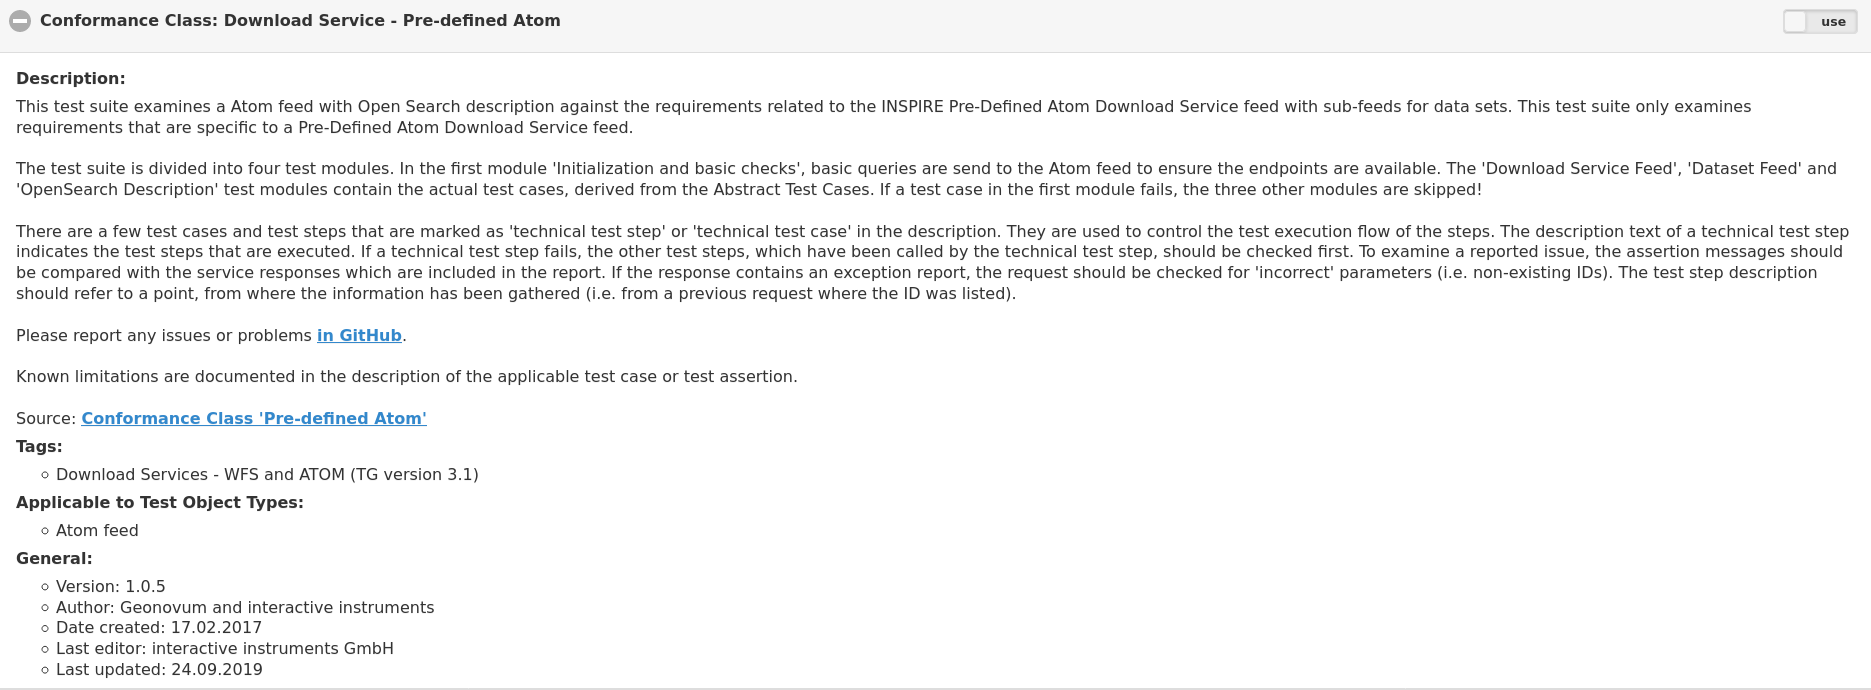 Conformance Class: Download Service - Pre-defined Atom
use
Description:
This test suite examines a Atom feed with Open Search description against the requirements related to the INSPIRE Pre-Defined Atom Download Service feed with sub-feeds for data sets. This test suite only examines
requirements that are specific to a Pre-Defined Atom Download Service feed.
The test suite is divided into four test modules. In the first module 'Initialization and basic checks', basic queries are send to the Atom feed to ensure the endpoints are available. The 'Download Service Feed', 'Dataset Feed' and
'OpenSearch Description' test modules contain the actual test cases, derived from the Abstract Test Cases. If a test case in the first module fails, the three other modules are skipped!
There are a few test cases and test steps that are marked as 'technical test step' or 'technical test case' in the description. They are used to control the test execution flow of the steps. The description text of a technical test step
indicates the test steps that are executed. If a technical test step fails, the other test steps, which have been called by the technical test step, should be checked first. To examine a reported issue, the assertion messages should
be compared with the service responses which are included in the report. If the response contains an exception report, the request should be checked for 'incorrect' parameters (i.e. non-existing IDs). The test step description
should refer to a point, from where the information has been gathered (i.e. from a previous request where the ID was listed).
Please report any issues or problems in GitHub.
Known limitations are documented in the description of the applicable test case or test assertion.
Source: Conformance Class 'Pre-defined Atom'
Tags:
Download Services - WFS and ATOM (TG version 3.1)
Applicable to Test Object Types:
Atom feed
General:
Version: 1.0.5
Author: Geonovum and interactive instruments
Date created: 17.02.2017
Last editor: interactive instruments GmbH
Last updated: 24.09.2019